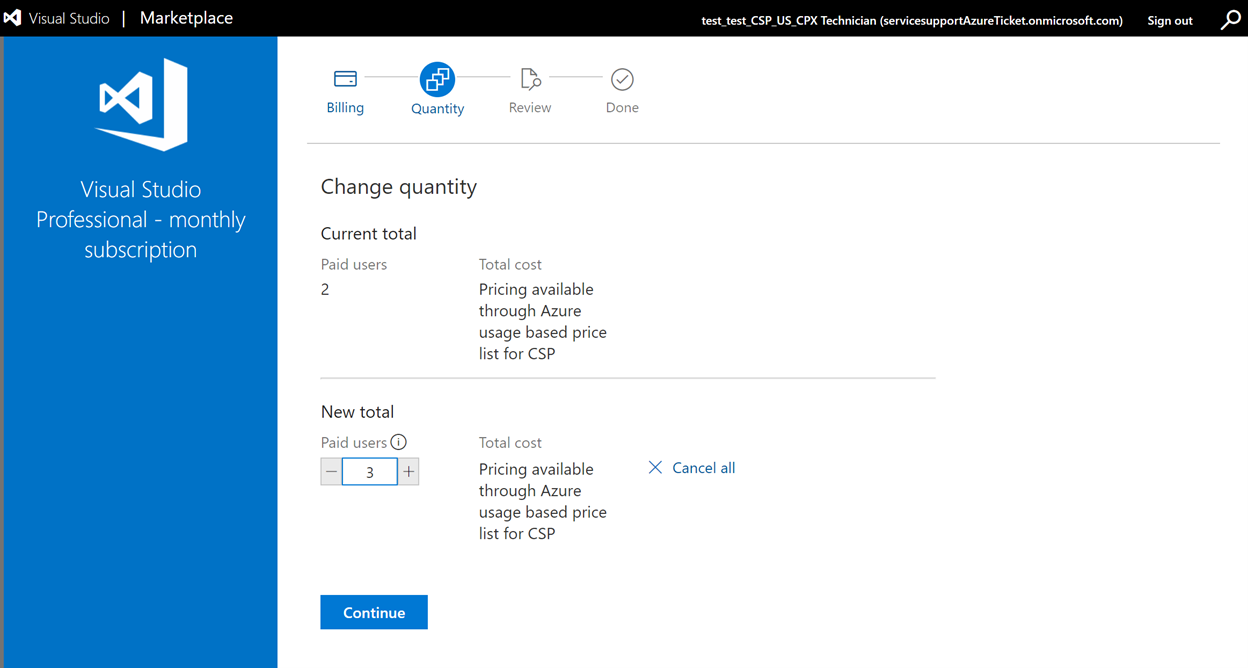 Visual Studio | Marketplace
test_test_CSP_US_CPX Technician (servicesupportAzureTicket.onmicrosoft.com) Sign out
Visual Studio
Professional - monthly
subscription
Billing
Quantity
Review
Done
Change quantity
Current total
Paid users
2
Total cost
Pricing available
through Azure
usage based price
list for CSP
New total
Paid users
3
Total cost
Pricing available
through Azure
usage based price
list for CSP
Cancel all
Continue